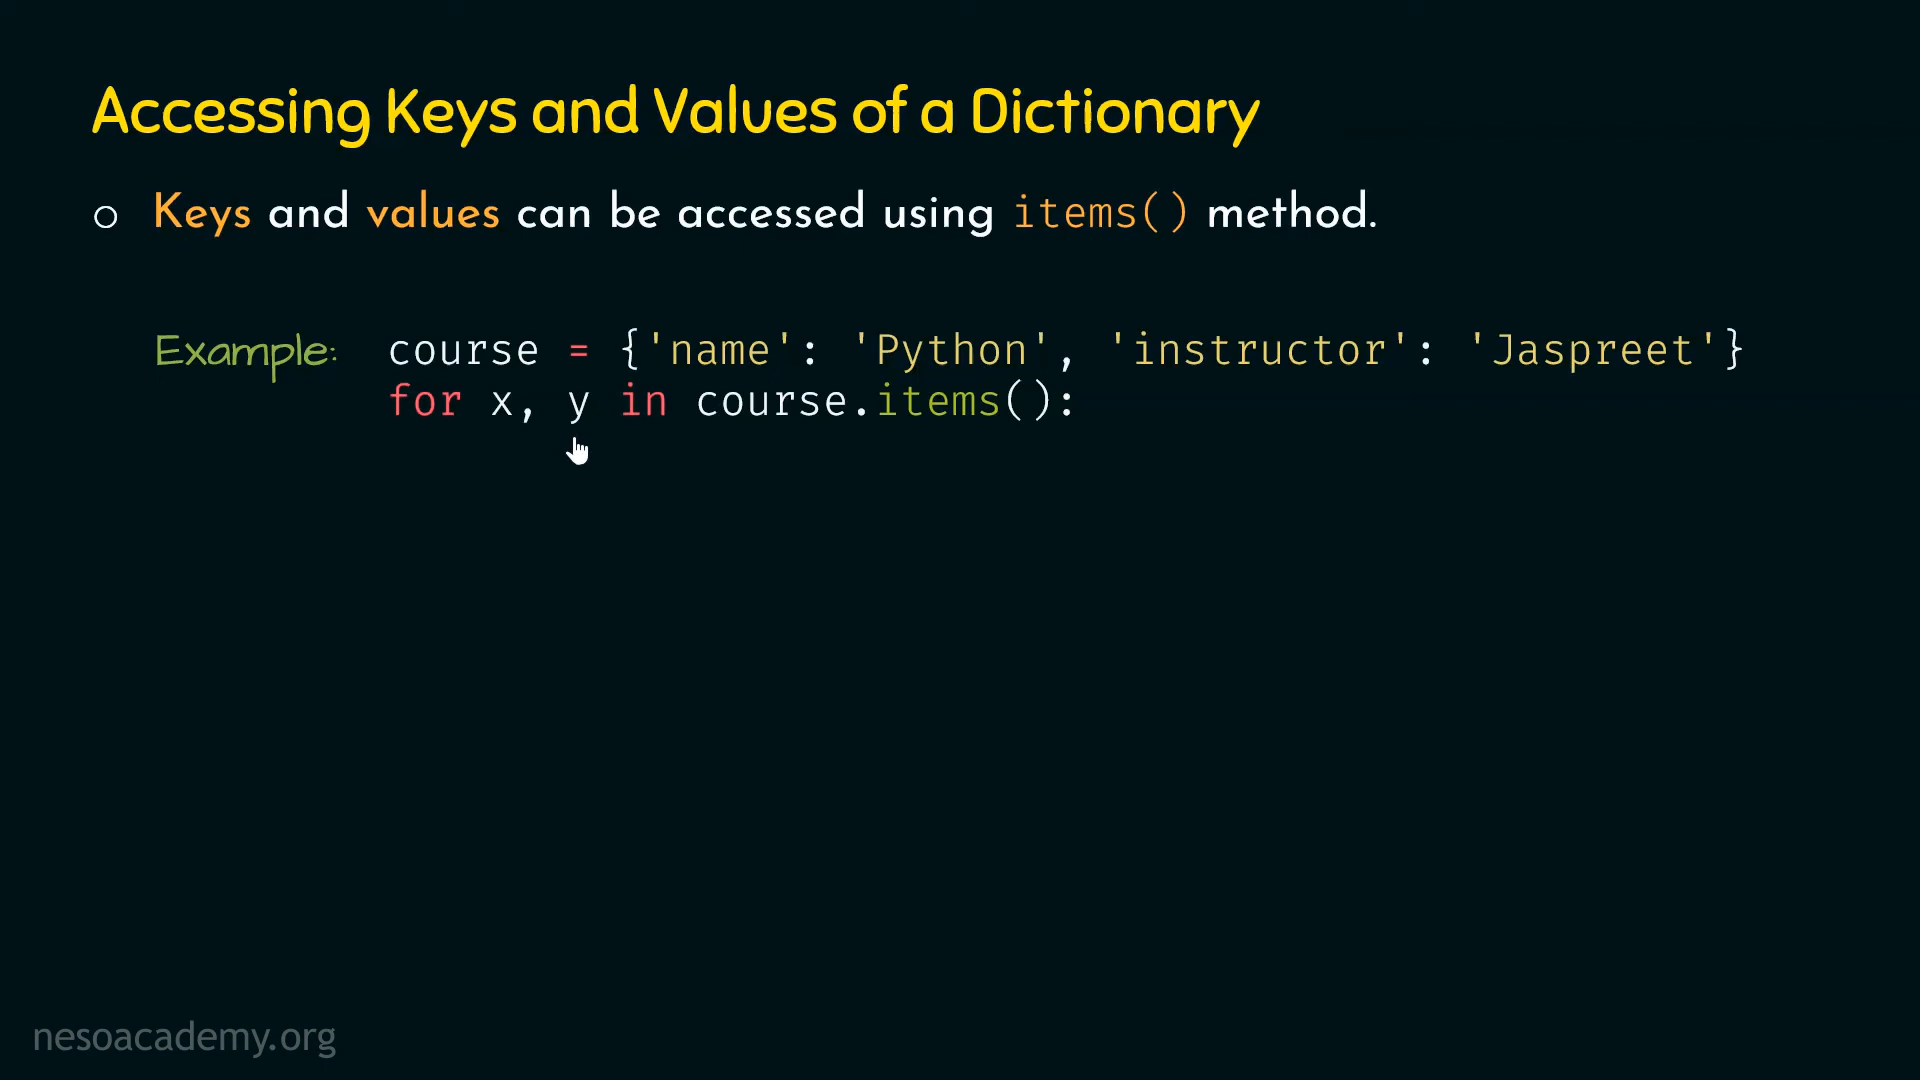 Accessing Keys and Values of a Dictionary
Keys and values can be accessed using items() method.
Example: course = {'name': 'Python', 'instructor': 'Jaspreet'}
for x, y in course.items():
nesoacademy.org